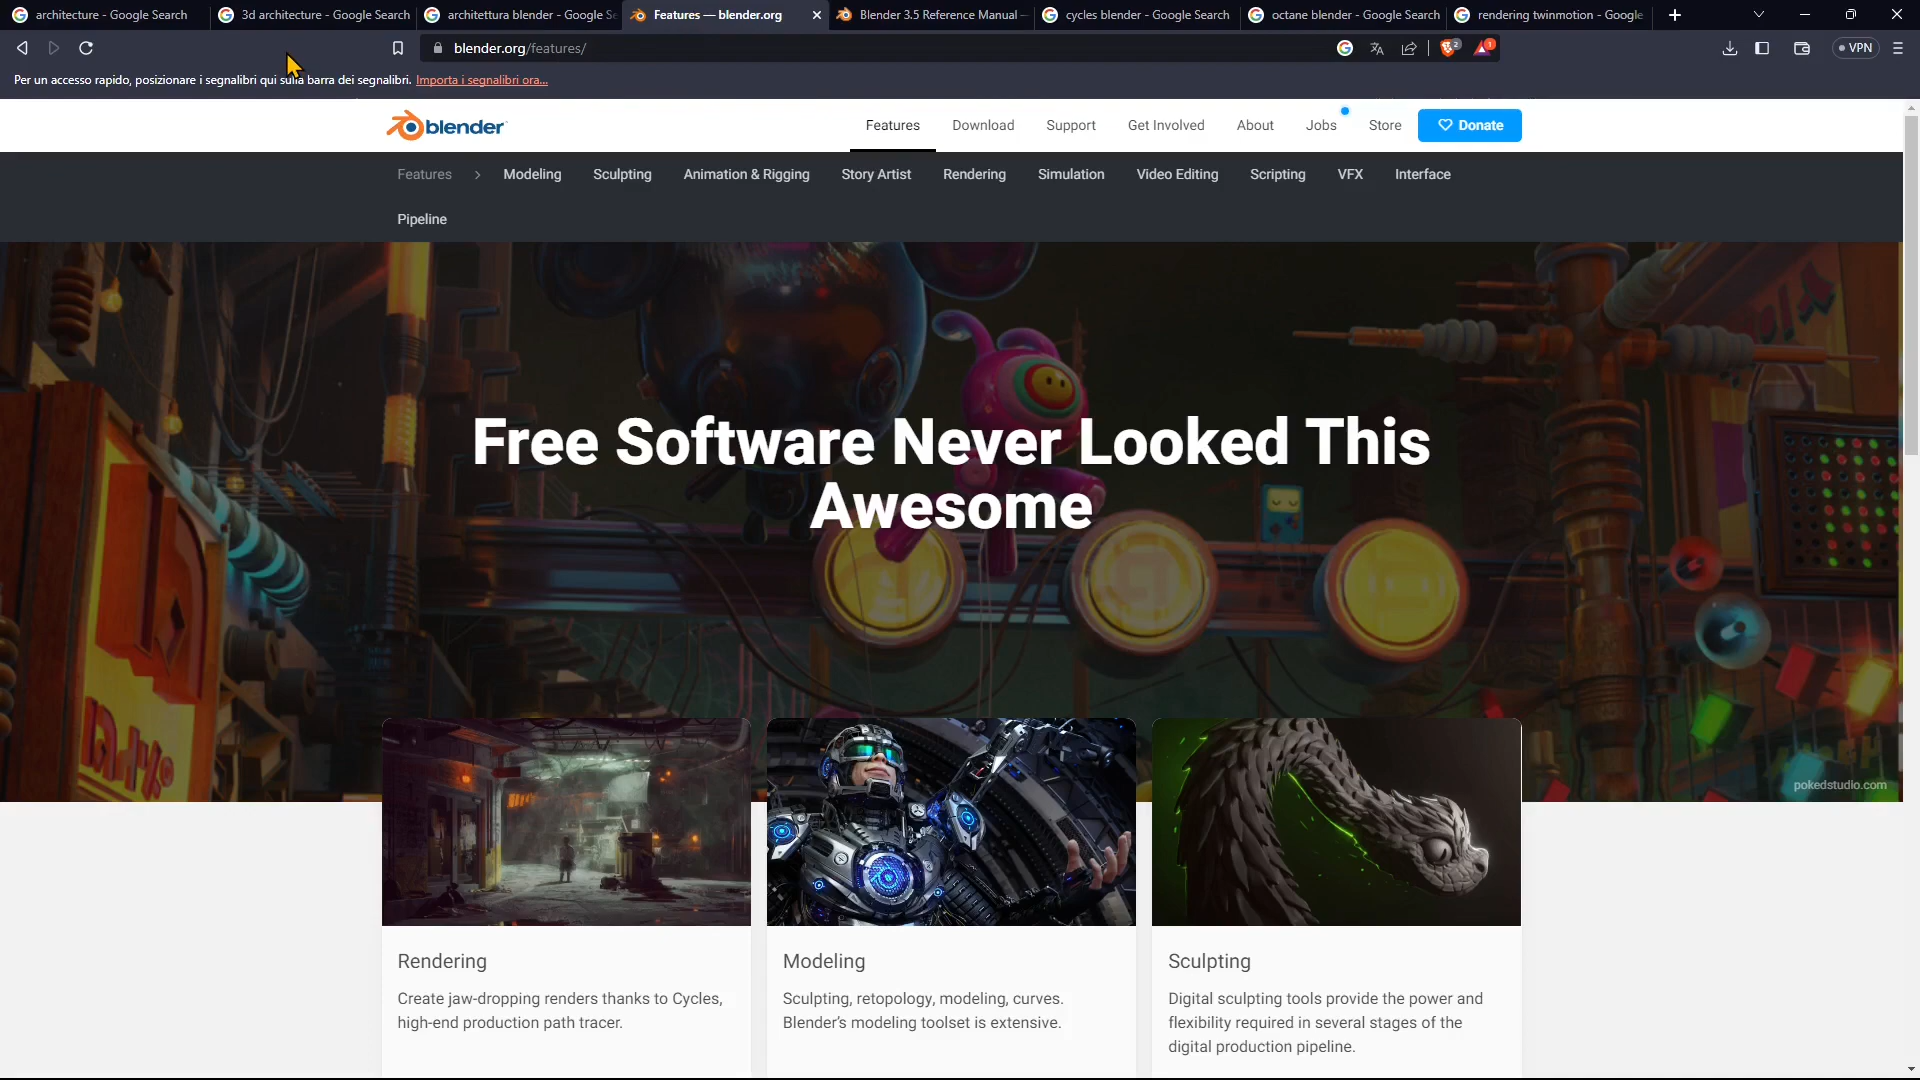 architecture - Google Search
3d architecture - Google Search
architettura blender - Google Se
Features — blender.org
Blender 3.5 Reference Manual —
cycles blender - Google Search
octane blender - Google Search
rendering twinmotion - Google
blender.org/features/
2
1
VPN
Per un accesso rapido, posizionare i segnalibri qui sulla barra dei segnalibri. Importa i segnalibri ora...
blender
Features
Download
Support
Get Involved
About
Jobs
Store
Donate
Features > Modeling Sculpting Animation & Rigging Story Artist Rendering Simulation Video Editing Scripting VFX Interface
Pipeline
Free Software Never Looked This
Awesome
pokedstudio.com
Rendering
Create jaw-dropping renders thanks to Cycles,
high-end production path tracer.
Modeling
Sculpting, retopology, modeling, curves.
Blender's modeling toolset is extensive.
Sculpting
Digital sculpting tools provide the power and
flexibility required in several stages of the
digital production pipeline.